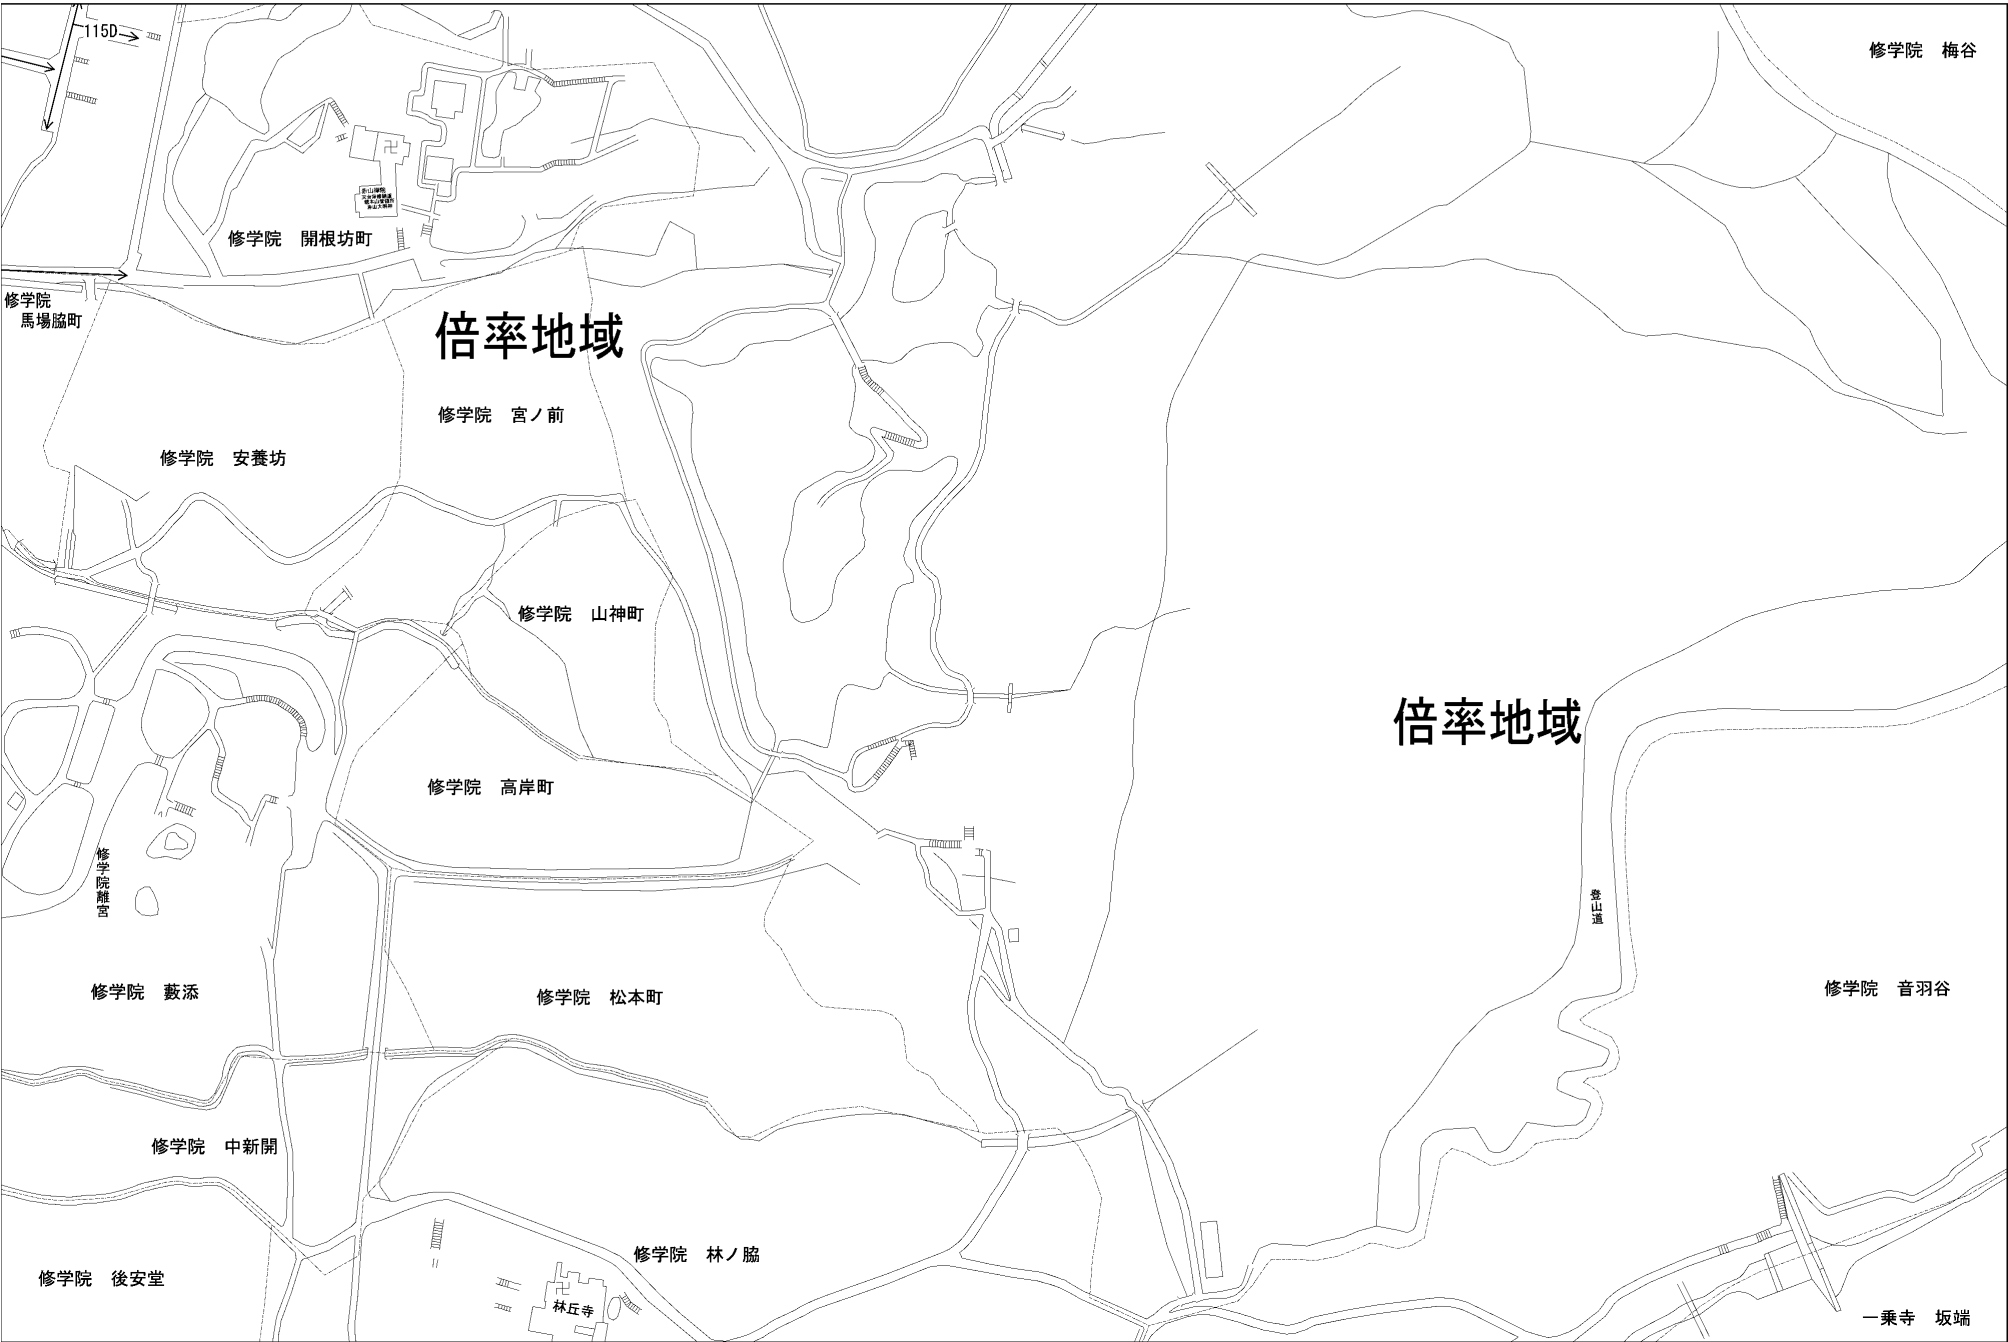 115D
修学院　梅谷
赤山禅院
修学院　開根坊町
修学院
馬場脇町
倍率地域
修学院　宮ノ前
修学院　安養坊
修学院　山神町
倍率地域
修学院　高岸町
修学院離宮
登山道
修学院　藪添
修学院　松本町
修学院　音羽谷
修学院　中新開
修学院　林ノ脇
修学院　後安堂
林丘寺
一乗寺　坂端